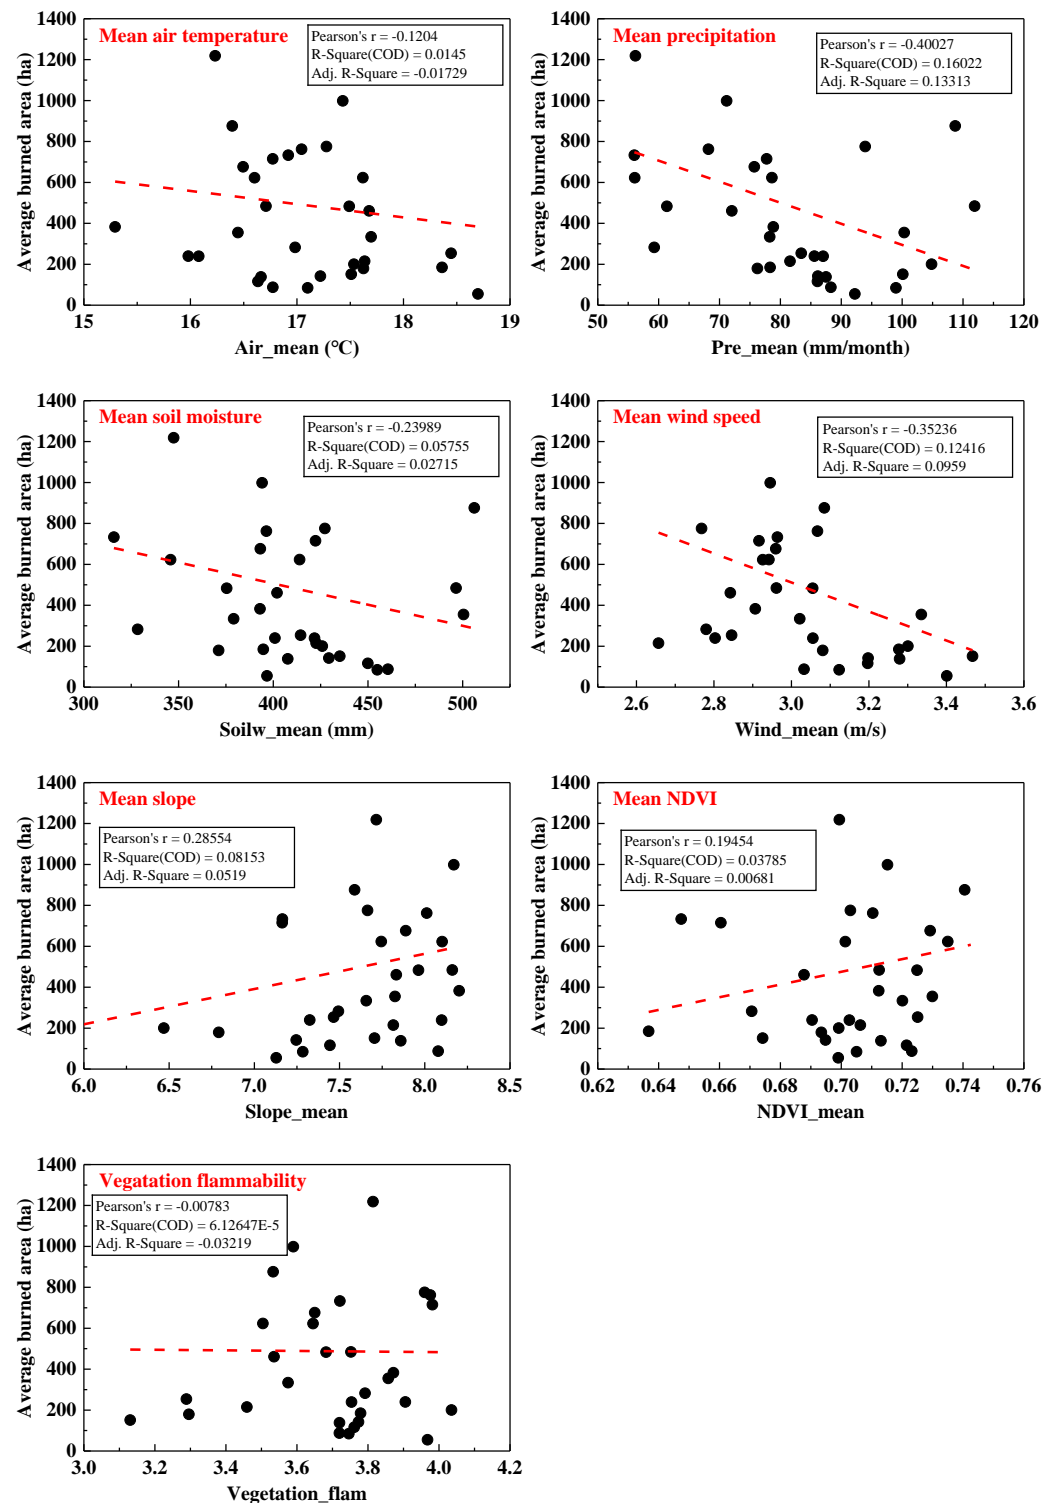 Mean air temperature
Pearson's r = -0.1204
R-Square(COD) = 0.0145
Adj. R-Square = -0.01729
Average burned area (ha)
1400
1200
1000
800
600
400
200
0
15 16 17 18 19
Air_mean (°C)
Mean precipitation
Pearson's r = -0.40027
R-Square(COD) = 0.16022
Adj. R-Square = 0.13313
Average burned area (ha)
1400
1200
1000
800
600
400
200
0
50 60 70 80 90 100 110 120
Pre_mean (mm/month)
Mean soil moisture
Pearson's r = -0.23989
R-Square(COD) = 0.05755
Adj. R-Square = 0.02715
Average burned area (ha)
1400
1200
1000
800
600
400
200
0
300 350 400 450 500
Soilw_mean (mm)
Mean wind speed
Pearson's r = -0.35236
R-Square(COD) = 0.12416
Adj. R-Square = 0.0959
Average burned area (ha)
1400
1200
1000
800
600
400
200
0
2.6 2.8 3.0 3.2 3.4 3.6
Wind_mean (m/s)
Mean slope
Pearson's r = 0.28554
R-Square(COD) = 0.08153
Adj. R-Square = 0.0519
Average burned area (ha)
1400
1200
1000
800
600
400
200
0
6.0 6.5 7.0 7.5 8.0 8.5
Slope_mean
Mean NDVI
Pearson's r = 0.19454
R-Square(COD) = 0.03785
Adj. R-Square = 0.00681
Average burned area (ha)
1400
1200
1000
800
600
400
200
0
0.62 0.64 0.66 0.68 0.70 0.72 0.74 0.76
NDVI_mean
Vegatation flammability
Pearson's r = -0.00783
R-Square(COD) = 6.12647E-5
Adj. R-Square = -0.03219
Average burned area (ha)
1400
1200
1000
800
600
400
200
0
3.0 3.2 3.4 3.6 3.8 4.0 4.2
Vegetation_flam